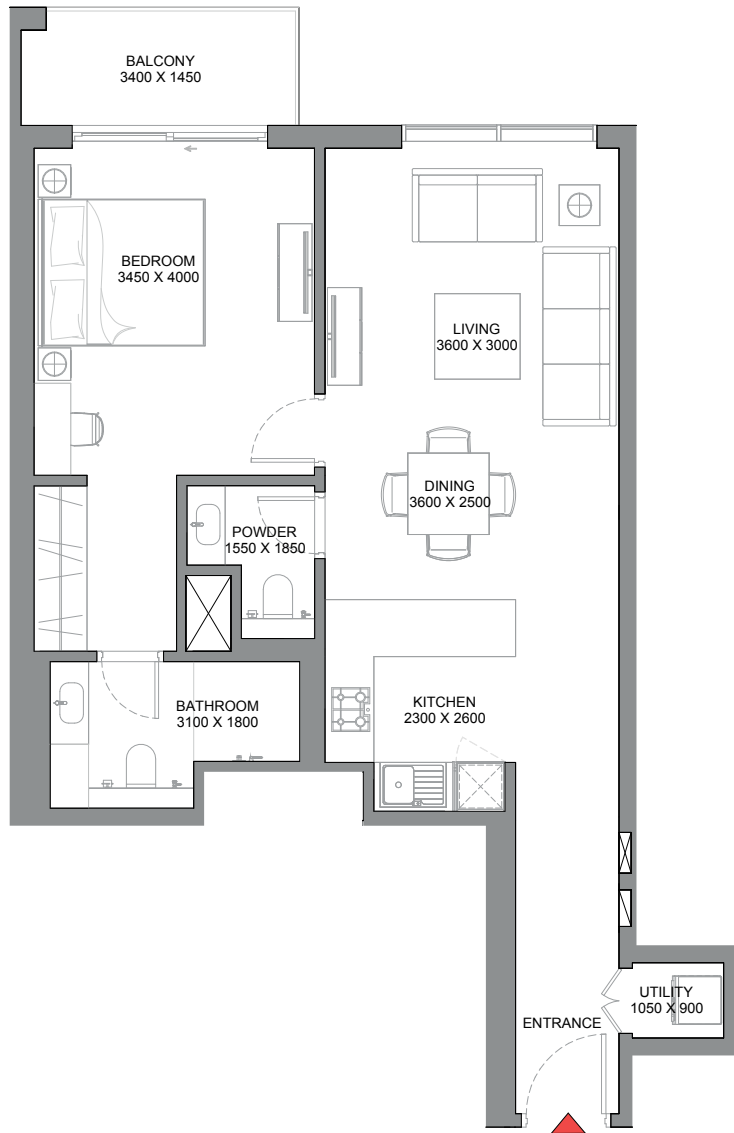 BALCONY
3400 X 1450
BEDROOM
3450 X 4000
LIVING
3600 X 3000
DINING
3600 X 2500
POWDER
1550 X 1850
BATHROOM
3100 X 1800
KITCHEN
2300 X 2600
UTILITY
1050 X 900
ENTRANCE